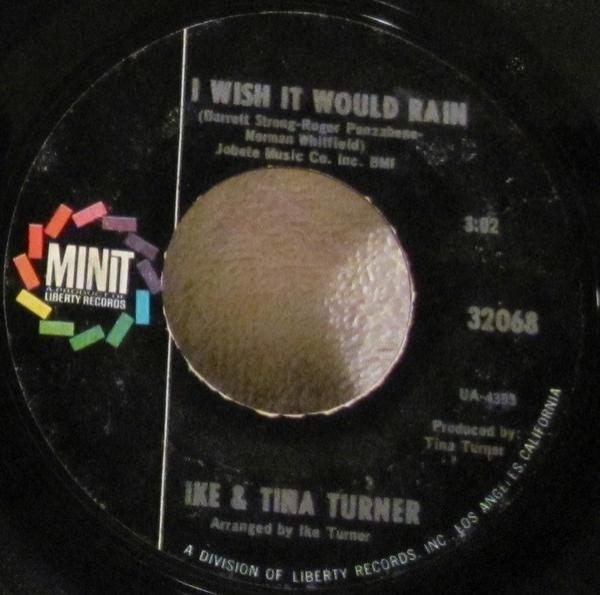 I WISH IT WOULD RAIN
(Barrett Strong-Roger Penzabene-
Norman Whitfield)
Jobete Music Co. Inc. BMI
3:02
MINIT
A PRODUCT OF
LIBERTY RECORDS
32068
Produced by:
Tina Turner
IKE & TINA TURNER
Arranged by Ike Turner
A DIVISION OF LIBERTY RECORDS, INC. LOS ANGELES, CALIFORNIA